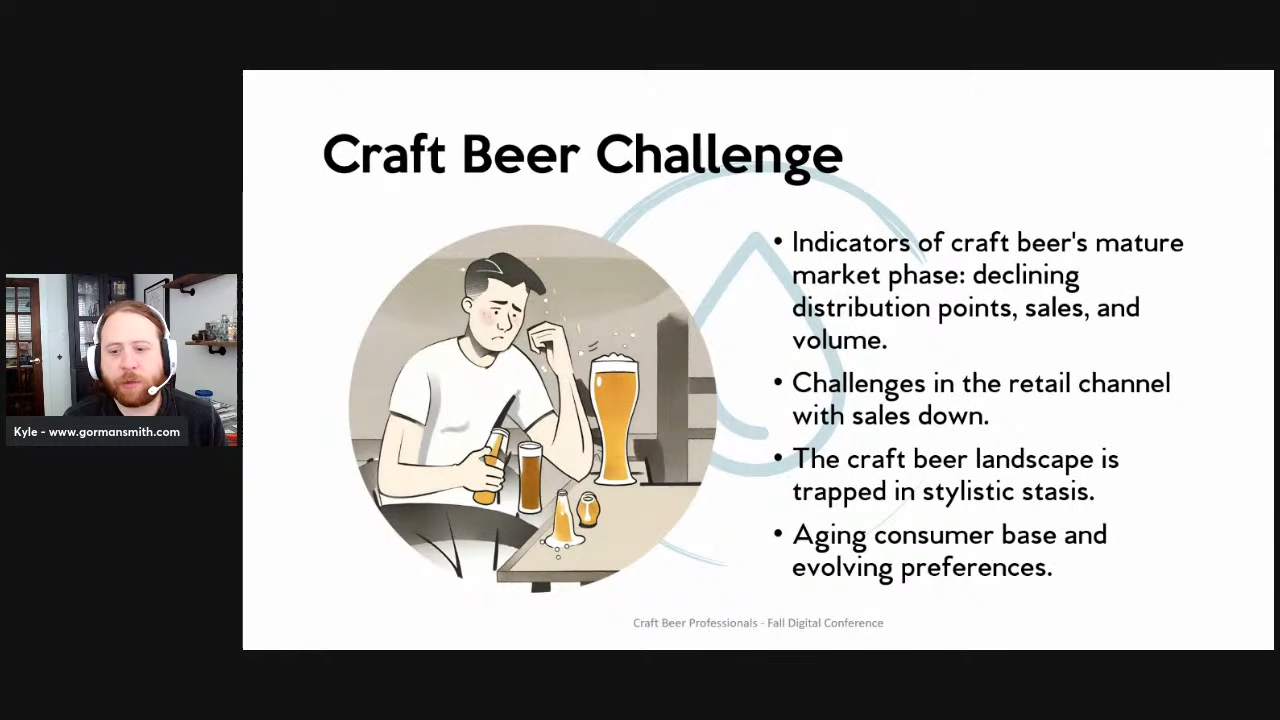 Craft Beer Challenge
• Indicators of craft beer's mature
market phase: declining
distribution points, sales, and
volume.
• Challenges in the retail channel
with sales down.
• The craft beer landscape is
trapped in stylistic stasis.
• Aging consumer base and
evolving preferences.
Kyle - www.gormansmith.com
Craft Beer Professionals - Fall Digital Conference